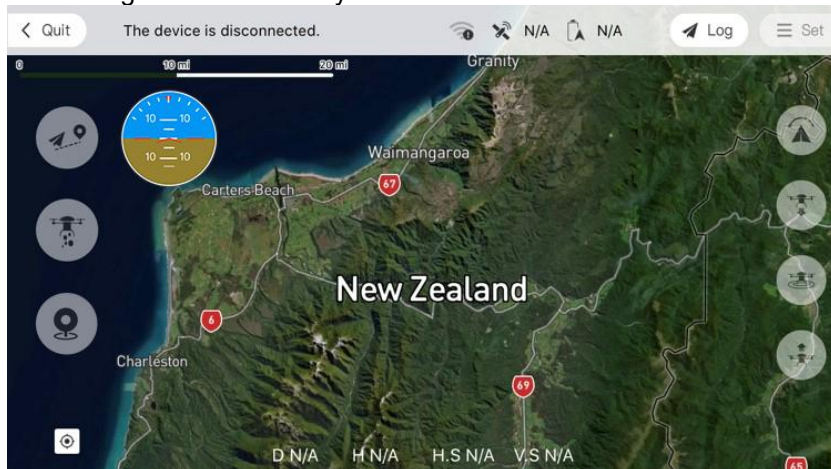 Quit
The device is disconnected.
N/A
N/A
Log
Set
0 10 mi 20 mi
Granity
10 10
10 10
Waimangaroa
67
Carters Beach
New Zealand
6
Charleston
69
D N/A H N/A H.S N/A V.S N/A
65